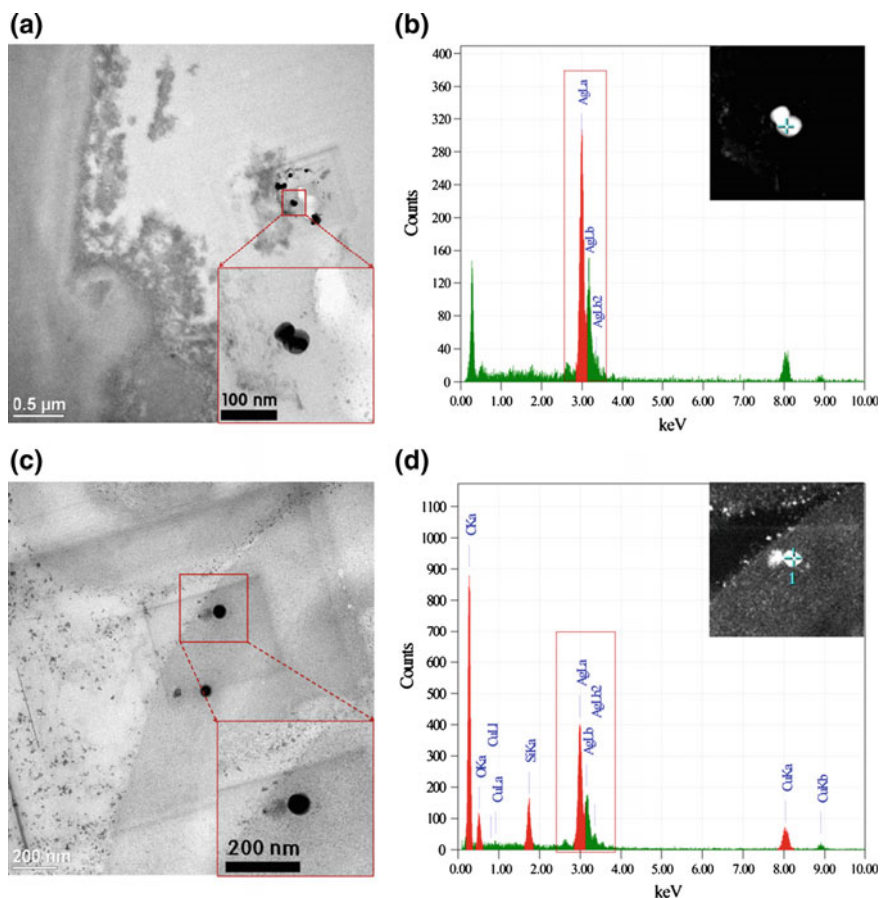 (a)
0.5 µm
100 nm
(b)
Counts
400
360
320
280
240
200
160
120
80
40
0
AgLa
AgLb
AgLb2
0.00 1.00 2.00 3.00 4.00 5.00 6.00 7.00 8.00 9.00 10.00
keV
(c)
200 nm
200 nm
(d)
Counts
1100
1000
900
800
700
600
500
400
300
200
100
0
CKa
OKa
CuLl
CuLa
SiKa
AgLa
AgLb
AgLb2
CuKa
CuKb
1
0.00 1.00 2.00 3.00 4.00 5.00 6.00 7.00 8.00 9.00 10.00
keV